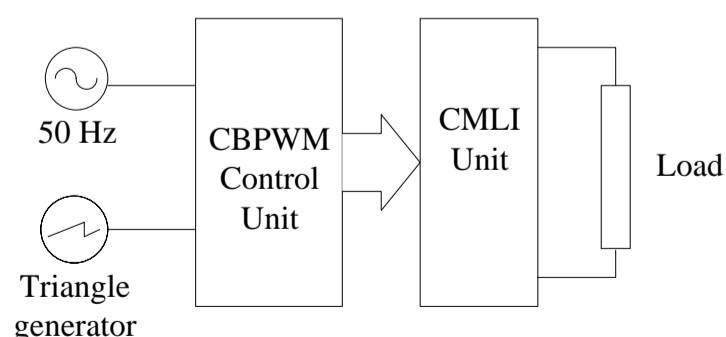 50 Hz
Triangle
generator
CBPWM
Control
Unit
CMLI
Unit
Load